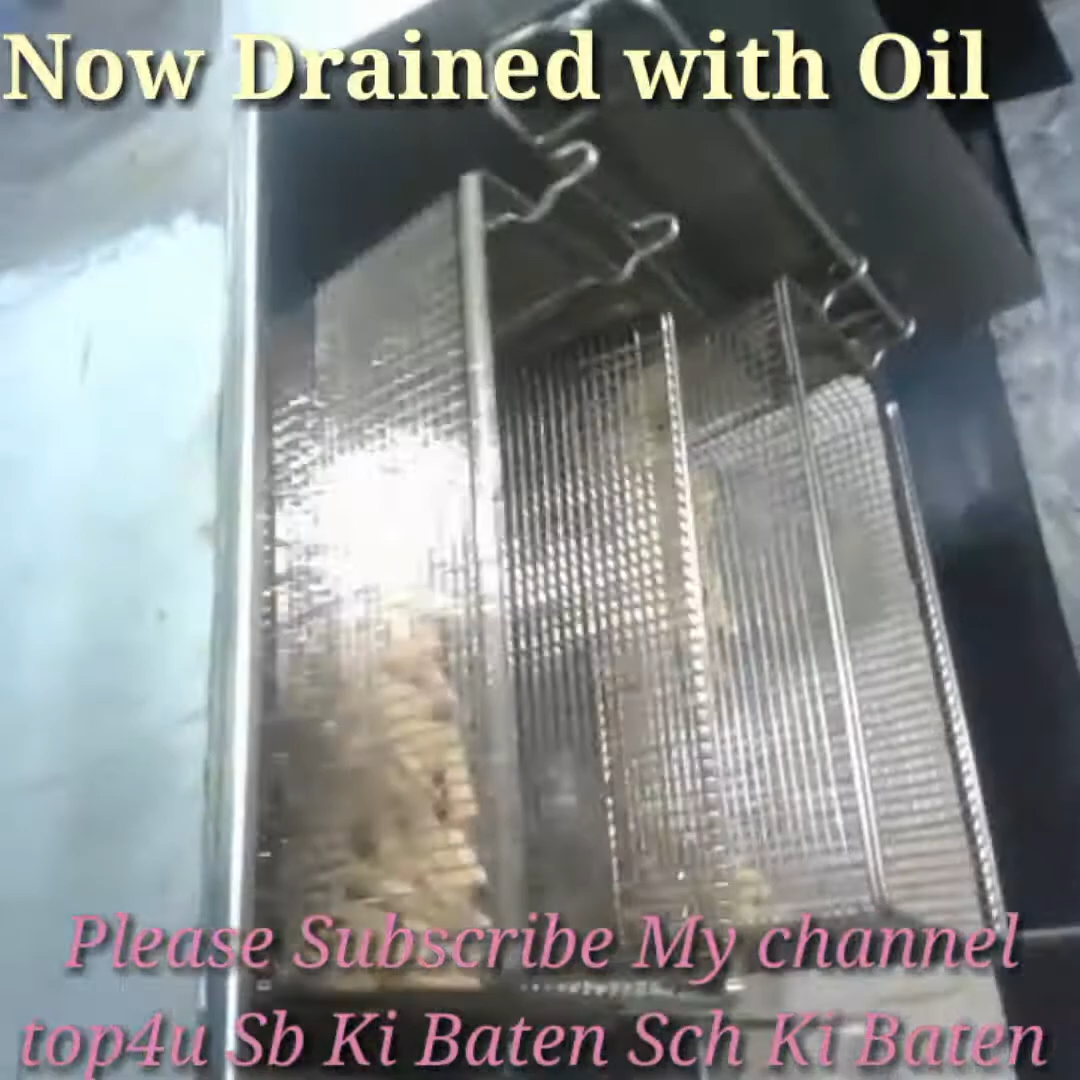 Now Drained with Oil
Please Subscribe My channel
top4u Sb Ki Baten Sch Ki Baten